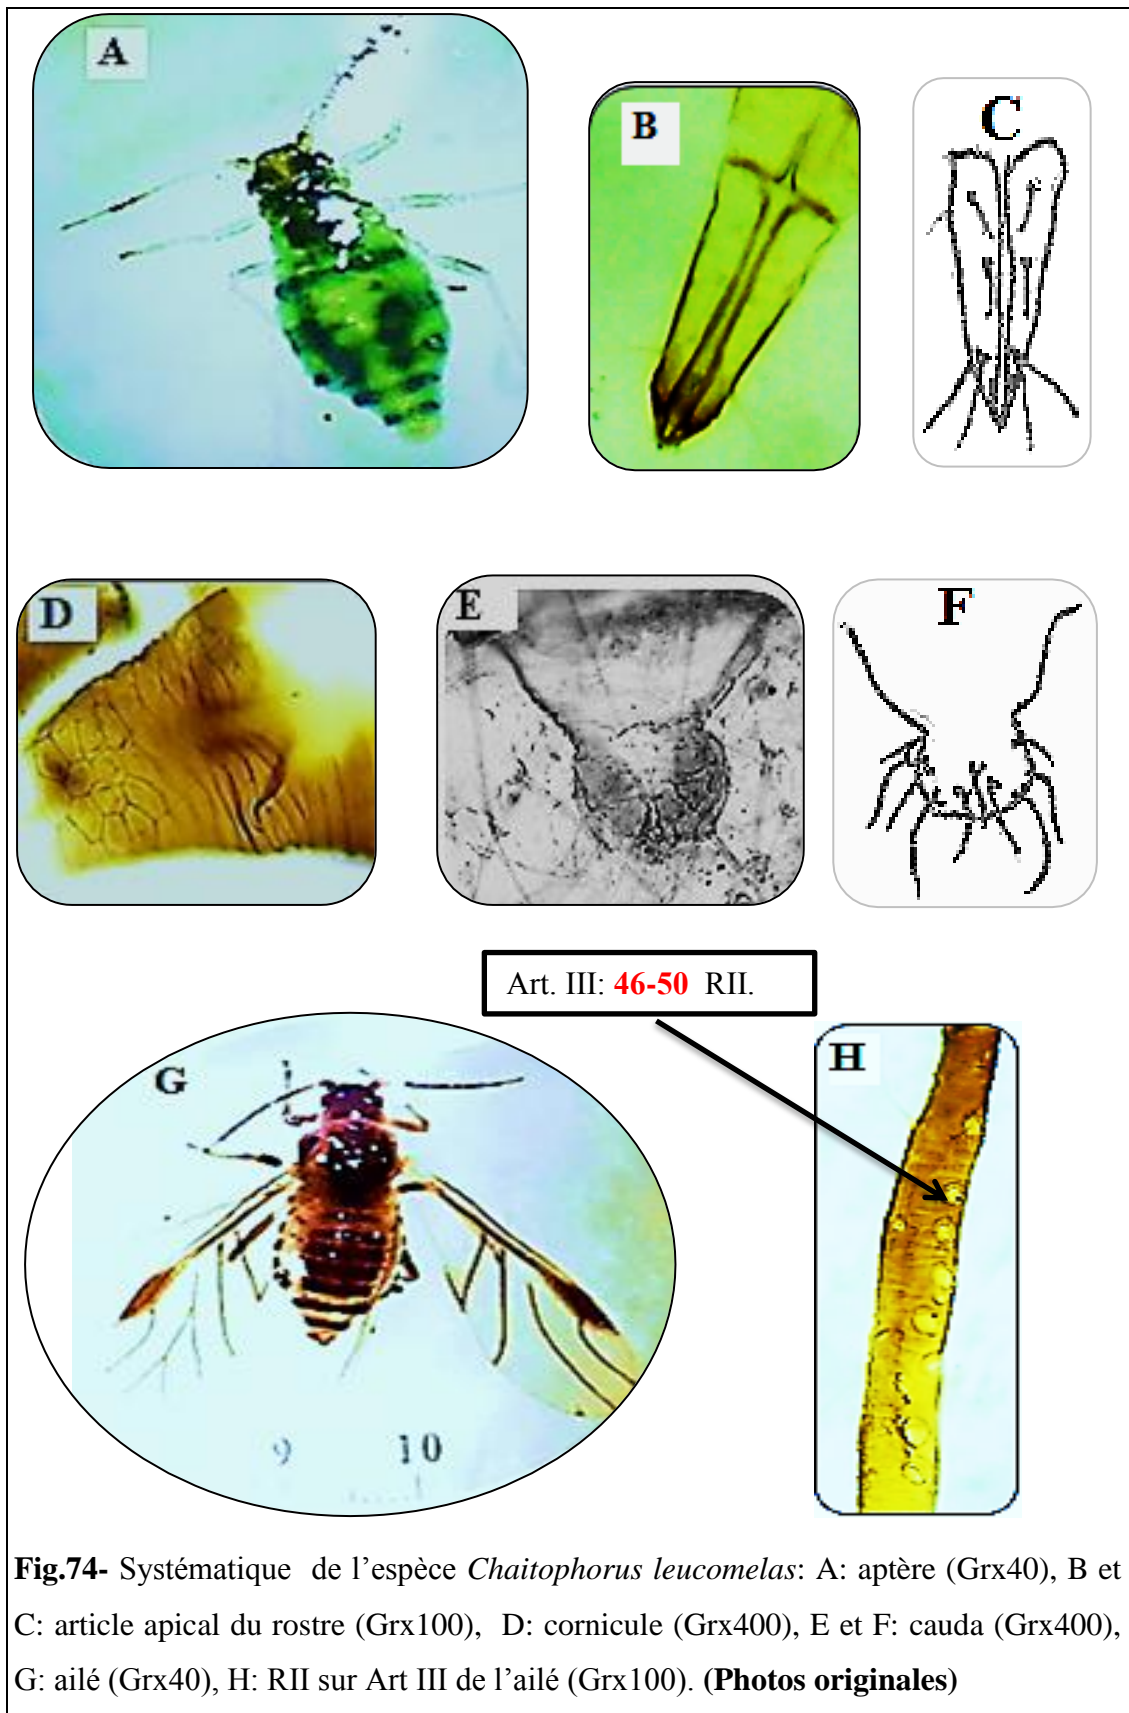 A
B
C
D
E
F
Art. III: 46-50 RII.
G
H
9 10
Fig.74- Systématique de l’espèce Chaitophorus leucomelas: A: aptère (Grx40), B et
C: article apical du rostre (Grx100), D: cornicule (Grx400), E et F: cauda (Grx400),
G: ailé (Grx40), H: RII sur Art III de l’ailé (Grx100). (Photos originales)